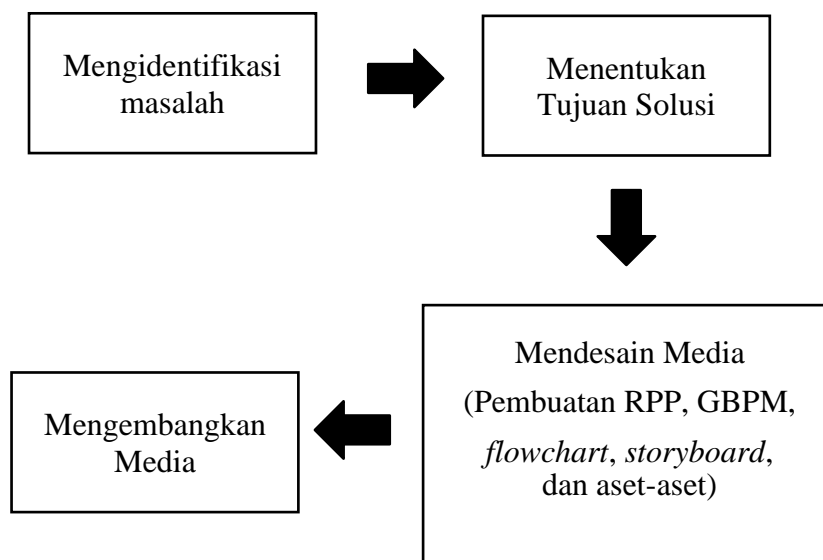 Mengidentifikasi
masalah
Menentukan
Tujuan Solusi
Mendesain Media
(Pembuatan RPP, GBPM,
flowchart, storyboard,
dan aset-aset)
Mengembangkan
Media